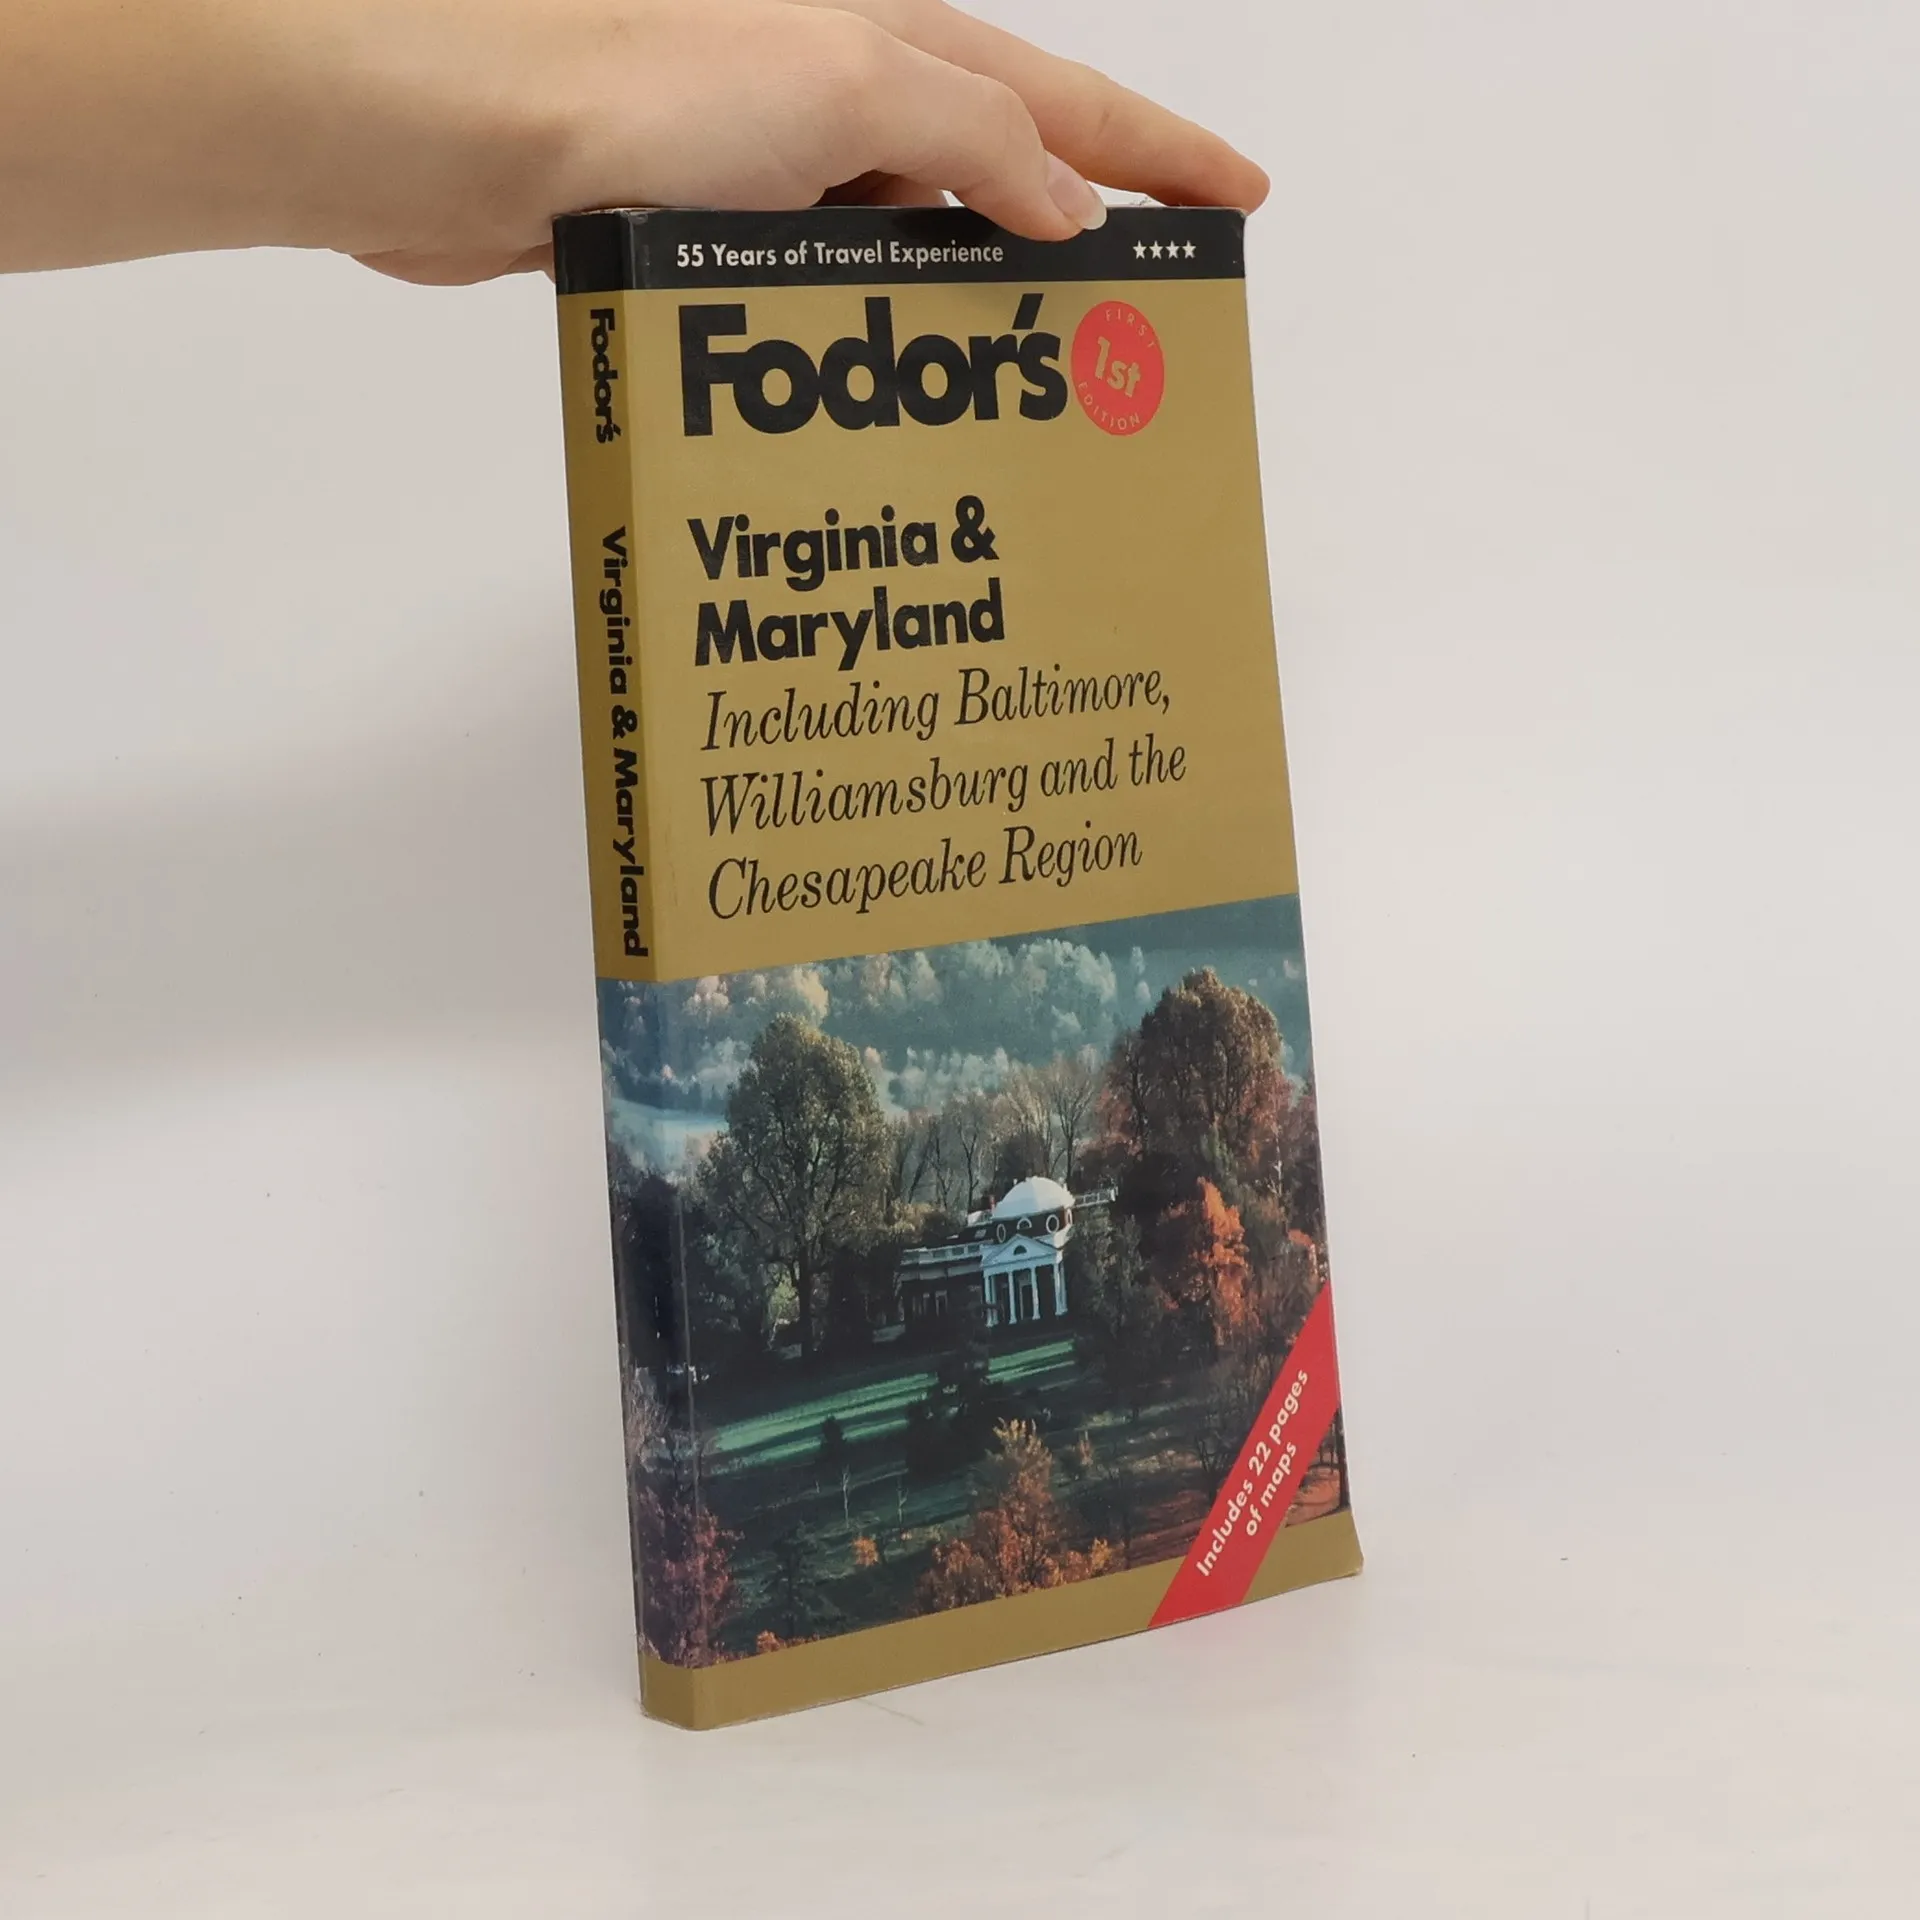 55 Years of Travel Experience
Fodor's
FIRST
1st
EDITION
Virginia &
Maryland
Including Baltimore,
Williamsburg and the
Chesapeake Region
Includes 22 pages
of maps
Fodor's Virginia & Maryland